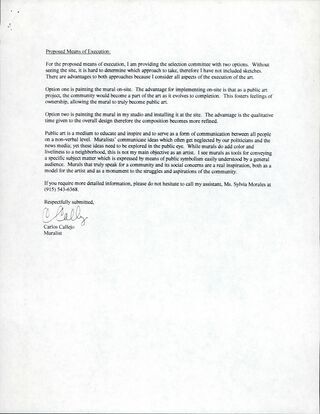 Proposed Means of Execution:
For the proposed means of execution, I am providing the selection committee with two options. Without
seeing the site, it is hard to determine which approach to take, therefore I have not included sketches.
There are advantages to both approaches because I consider all aspects of the execution of the art.
Option one is painting the mural on-site. The advantage for implementing on-site is that as a public art
project, the community would become a part of the art as it evolves to completion. This fosters feelings of
ownership, allowing the mural to truly become public art.
Option two is painting the mural in my studio and installing it at the site. The advantage is the qualitative
time given to the overall design therefore the composition becomes more refined.
Public art is a medium to educate and inspire and to serve as a form of communication between all people
on a non-verbal level. Muralists' communicate ideas which often get neglected by our politicians and the
news media; yet these ideas need to be explored in the public eye. While murals do add color and
liveliness to a neighborhood, this is not my main objective as an artist. I see murals as tools for conveying
a specific subject matter which is expressed by means of public symbolism easily understood by a general
audience. Murals that truly speak for a community and its social concerns are a real inspiration, both as a
model for the artist and as a monument to the struggles and aspirations of the community.
If you require more detailed information, please do not hesitate to call my assistant, Ms. Sylvia Morales at
(915) 543-6368.
Respectfully submitted,
Carlos Callejo
Muralist